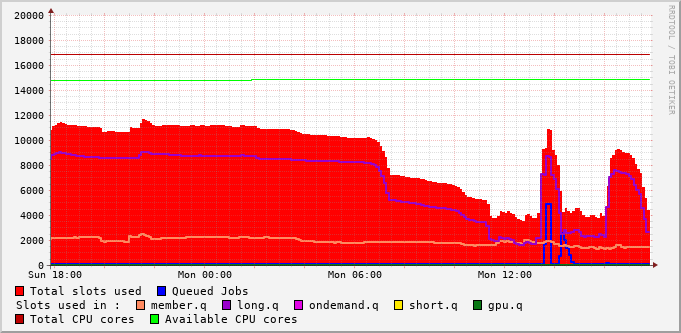 20000
18000
16000
14000
12000
10000
8000
6000
4000
2000
0
Sun 18:00 Mon 00:00 Mon 06:00 Mon 12:00
RRDTOOL / TOBI OETIKER
Total slots used Queued Jobs
Slots used in : member.q long.q ondemand.q short.q gpu.q
Total CPU cores Available CPU cores